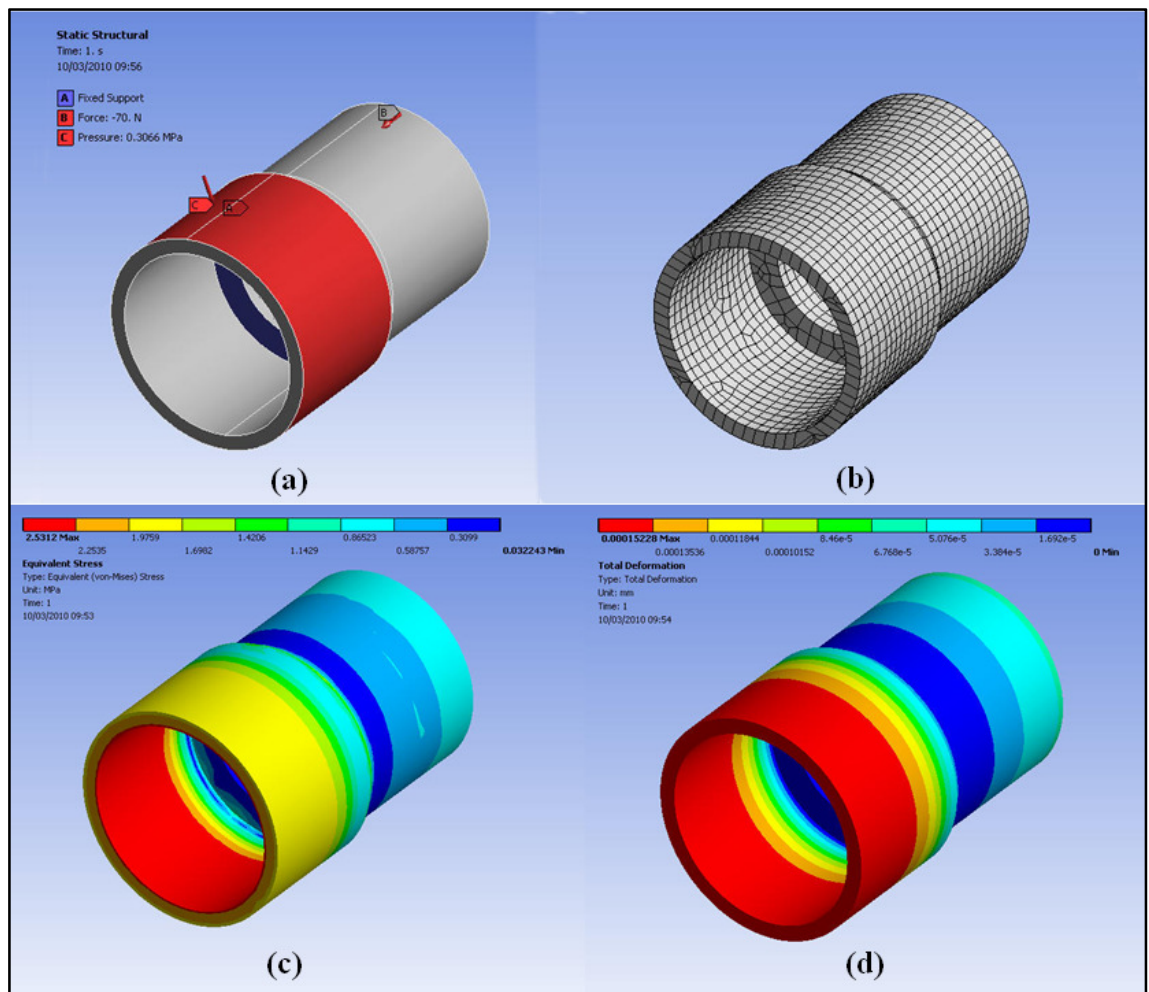 Static Structural
Time: 1. s
10/03/2010 09:56
A Fixed Support
B Force: -70. N
C Pressure: 0.3066 MPa
B
C
A
(a)
(b)
2.5312 Max 1.9759 1.4206 0.86523 0.3099
2.2535 1.6982 1.1429 0.58757 0.032243 Min
Equivalent Stress
Type: Equivalent (von-Mises) Stress
Unit: MPa
Time: 1
10/03/2010 09:53
(c)
0.00015228 Max 0.00011844 8.46e-5 5.076e-5 1.692e-5
0.00013536 0.00010152 6.768e-5 3.384e-5 0 Min
Total Deformation
Type: Total Deformation
Unit: mm
Time: 1
10/03/2010 09:54
(d)